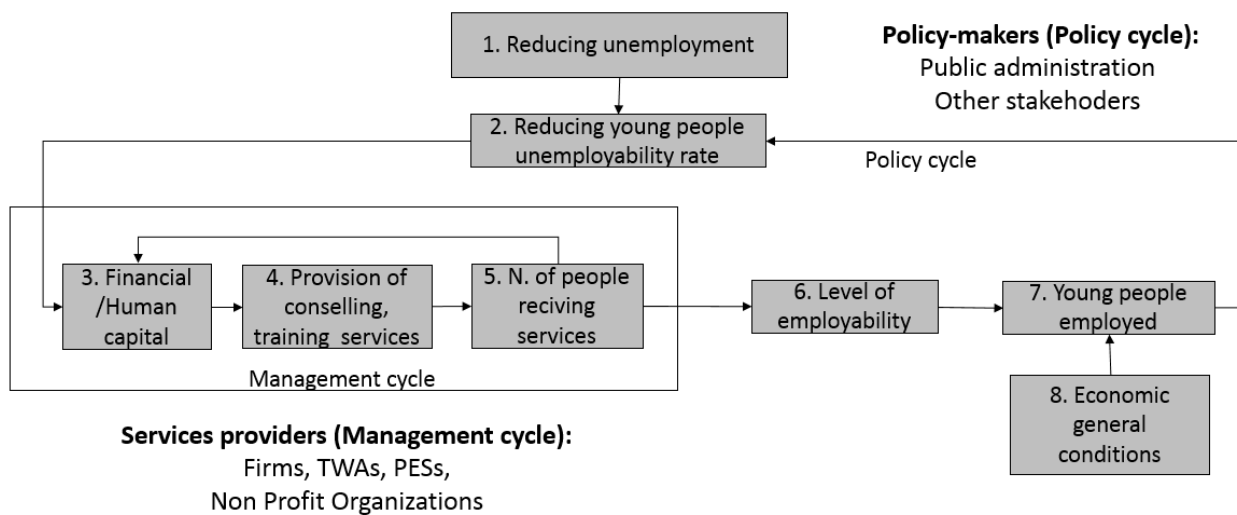 1. Reducing unemployment
Policy-makers (Policy cycle):
Public administration
Other stakehoders
2. Reducing young people
unemployability rate
Policy cycle
3. Financial
/Human
capital
4. Provision of
conselling,
training services
5. N. of people
reciving
services
6. Level of
employability
7. Young people
employed
Management cycle
8. Economic
general
conditions
Services providers (Management cycle):
Firms, TWAs, PESs,
Non Profit Organizations